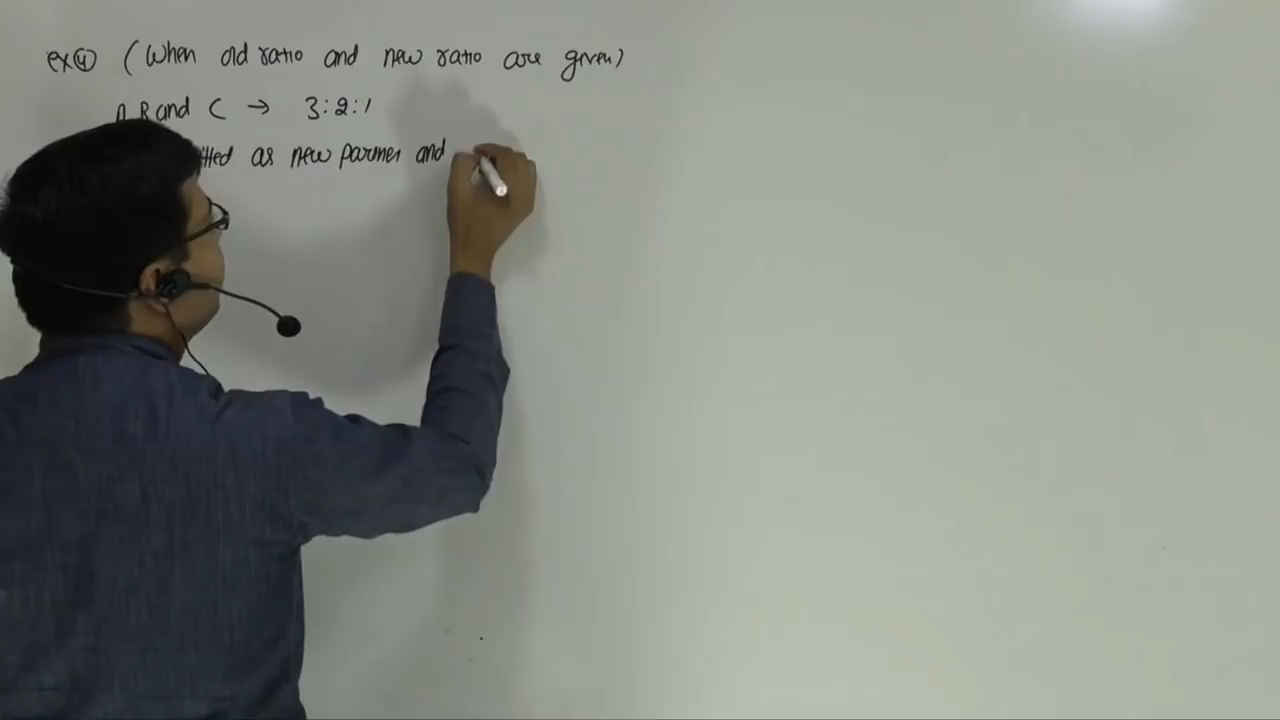 ex④ (When old ratio and new ratio are given)
A B and C → 3:2:1
as new partner and